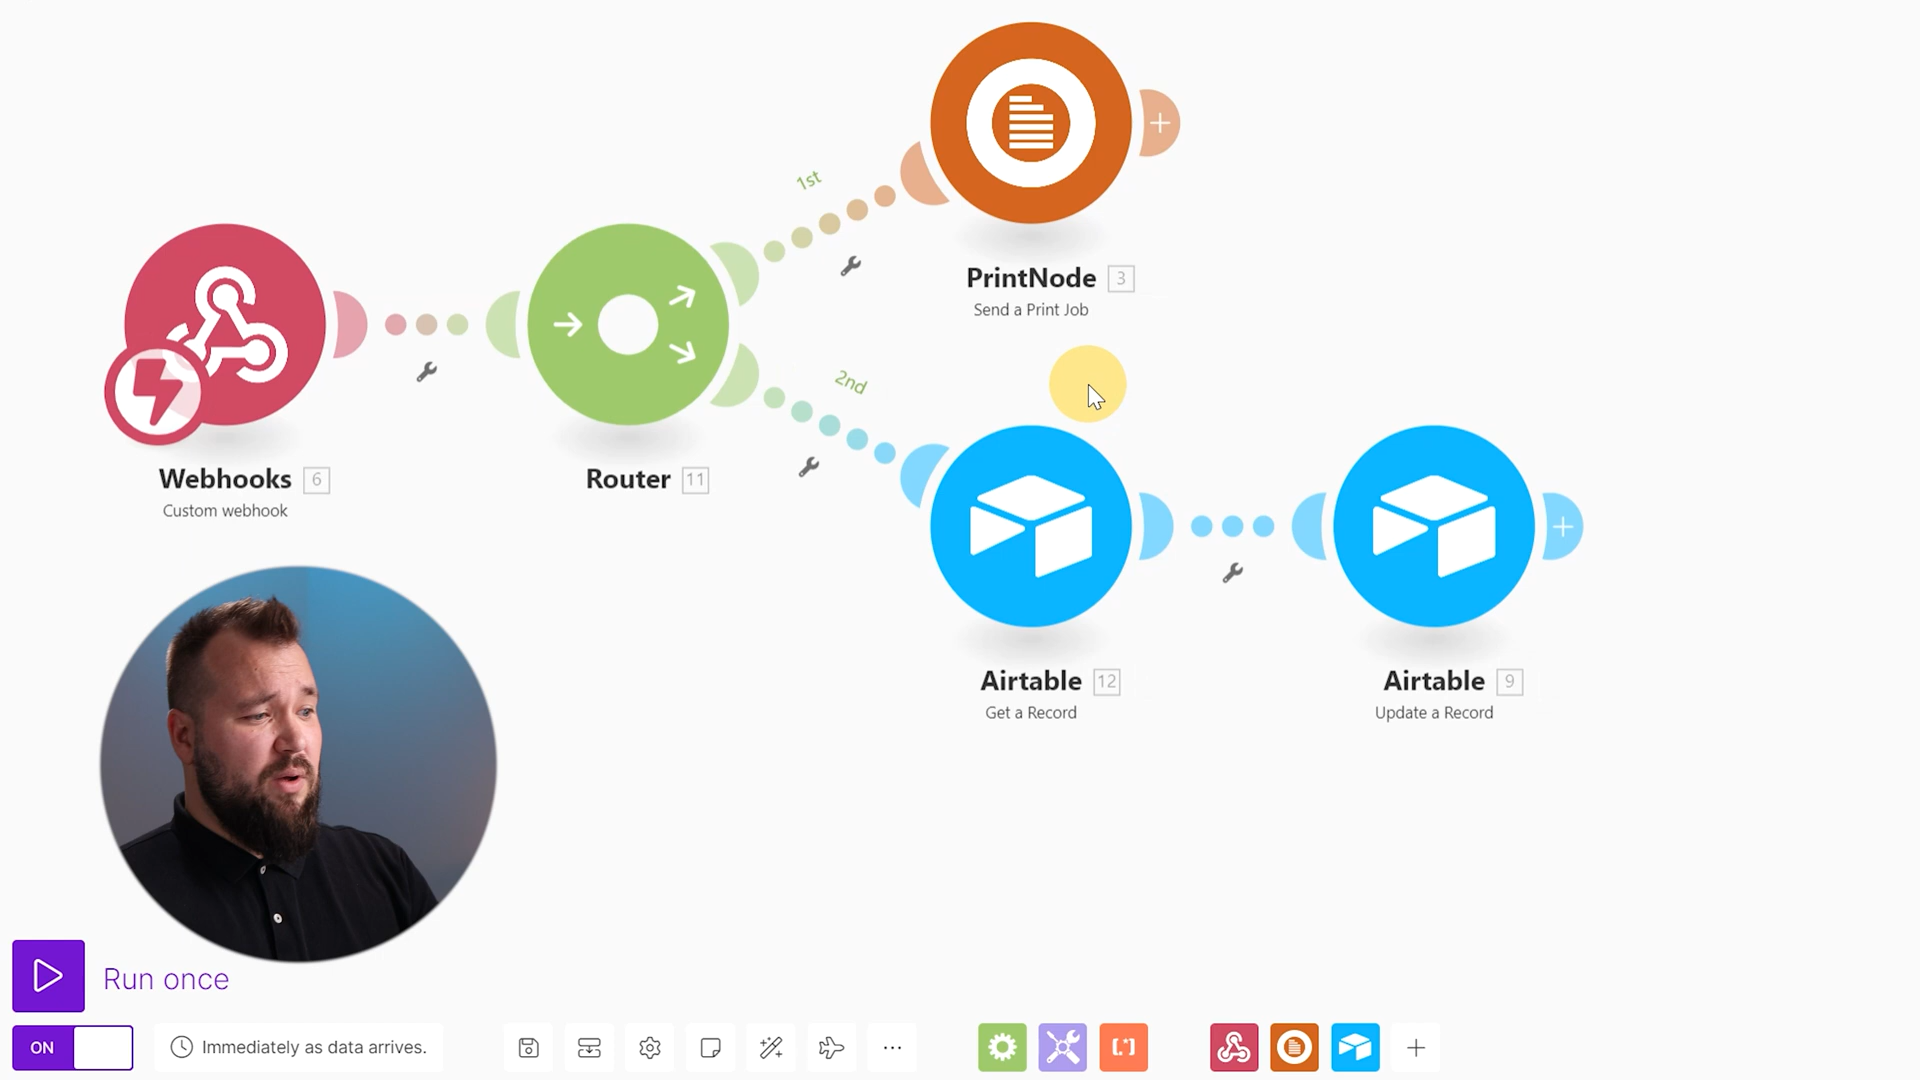 1st
PrintNode 3
Send a Print Job
2nd
Webhooks 6
Custom webhook
Router 11
Airtable 12
Get a Record
Airtable 9
Update a Record
Run once
ON
Immediately as data arrives.
[.*]